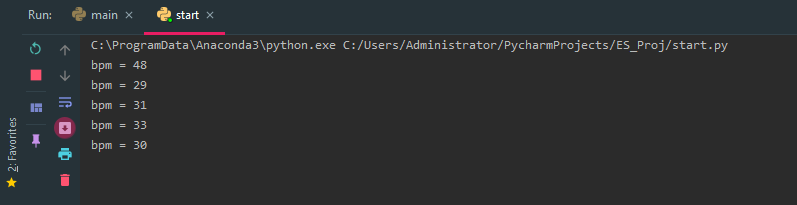 Run: main × start ×
C:\ProgramData\Anaconda3\python.exe C:/Users/Administrator/PycharmProjects/ES_Proj/start.py
bpm = 48
bpm = 29
bpm = 31
bpm = 33
bpm = 30
2: Favorites